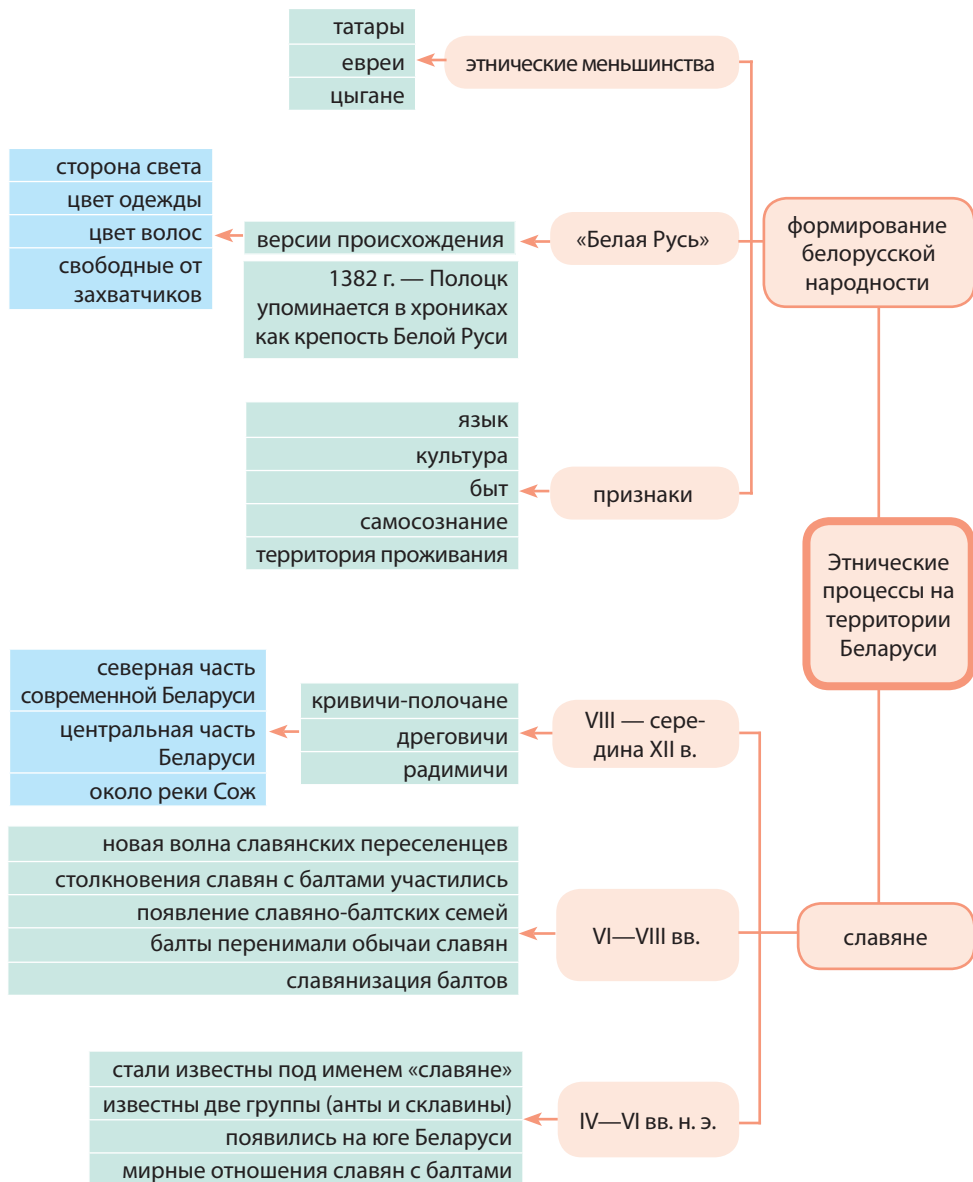 татары
евреи
цыгане
этнические меньшинства
сторона света
цвет одежды
цвет волос
свободные от
захватчиков
версии происхождения
1382 г. — Полоцк
упоминается в хрониках
как крепость Белой Руси
«Белая Русь»
формирование
белорусской
народности
язык
культура
быт
самосознание
территория проживания
признаки
Этнические
процессы на
территории
Беларуси
северная часть
современной Беларуси
центральная часть
Беларуси
около реки Сож
кривичи-полочане
дреговичи
радимичи
VIII — сере-
дина XII в.
новая волна славянских переселенцев
столкновения славян с балтами участились
появление славяно-балтских семей
балты перенимали обычаи славян
славянизация балтов
VI—VIII вв.
славяне
стали известны под именем «славяне»
известны две группы (анты и склавины)
появились на юге Беларуси
мирные отношения славян с балтами
IV—VI вв. н. э.